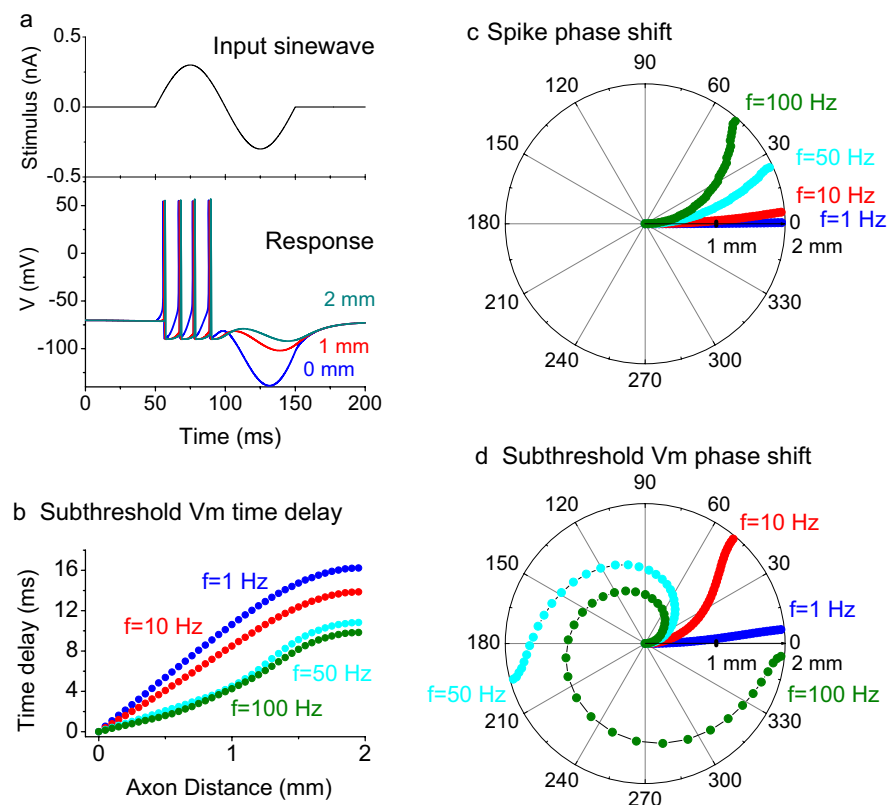 a
Input sinewave
Stimulus (nA)
0.5
0.0
-0.5
Response
V (mV)
50
0
-50
-100
2 mm
1 mm
0 mm
0 50 100 150 200
Time (ms)
b Subthreshold Vm time delay
Time delay (ms)
16
12
8
4
0
f=1 Hz
f=10 Hz
f=50 Hz
f=100 Hz
0 1 2
Axon Distance (mm)
c Spike phase shift
90
120 60
f=100 Hz
150 30
f=50 Hz
f=10 Hz
180 0
f=1 Hz
1 mm 2 mm
210 330
240 300
270
d Subthreshold Vm phase shift
90
120 60
f=10 Hz
150 30
f=1 Hz
180 0
1 mm 2 mm
f=50 Hz
f=100 Hz
210 330
240 300
270